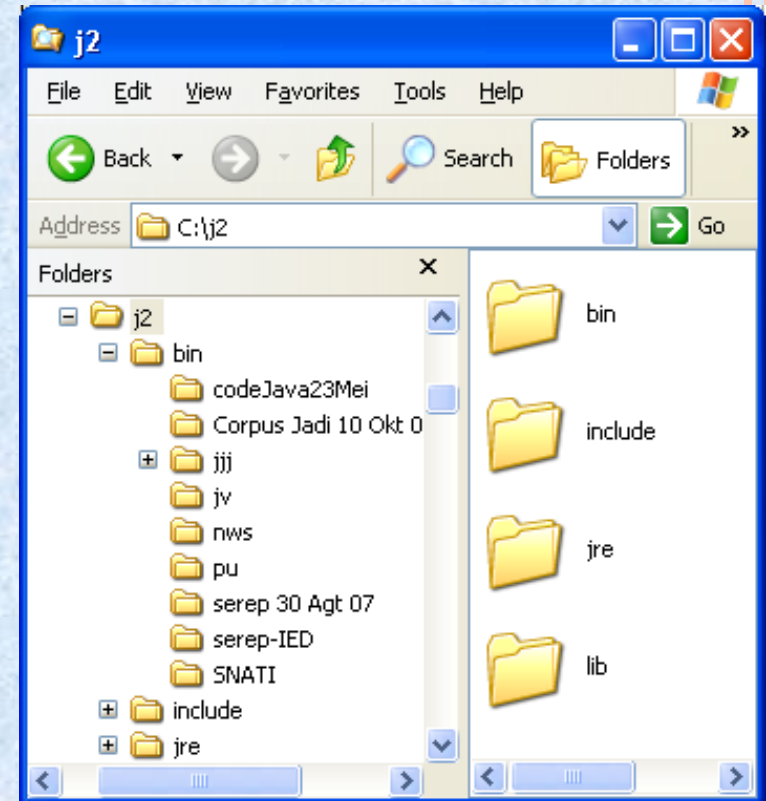 j2
File Edit View Favorites Tools Help
Back Search Folders »
Address C:\j2 Go
Folders
j2
bin
codeJava23Mei
Corpus Jadi 10 Okt 0
jjj
jv
nws
pu
serep 30 Agt 07
serep-IED
SNATI
include
jre
bin
include
jre
lib